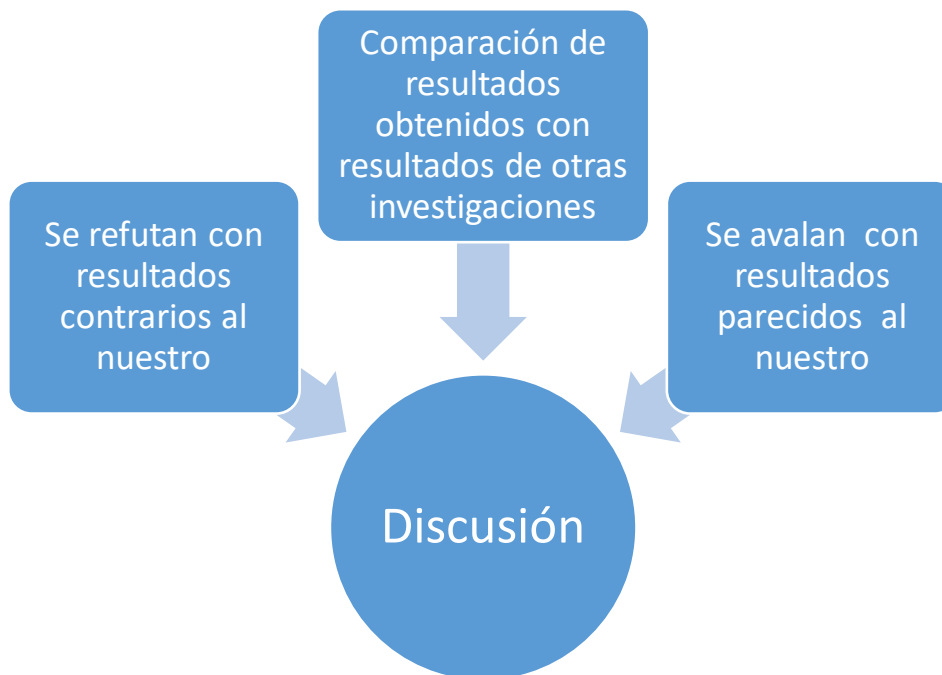 Comparación de
resultados
obtenidos con
resultados de otras
investigaciones
Se refutan con
resultados
contrarios al
nuestro
Se avalan con
resultados
parecidos al
nuestro
Discusión